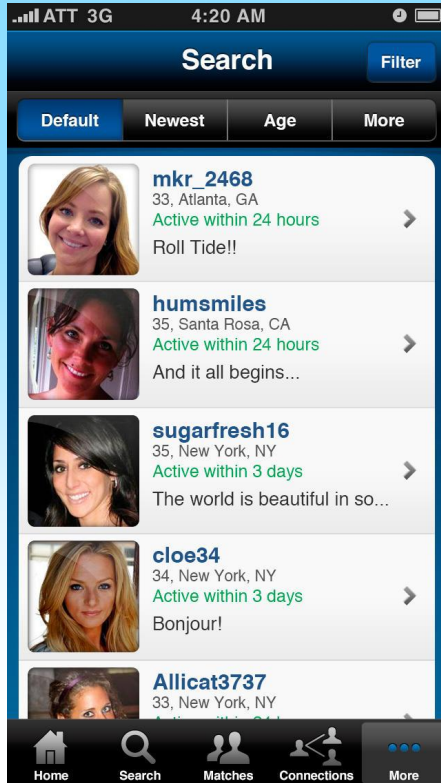 ATT 3G 4:20 AM
Search
Filter
Default Newest Age More
mkr_2468
33, Atlanta, GA
Active within 24 hours
Roll Tide!!
humsmiles
35, Santa Rosa, CA
Active within 24 hours
And it all begins...
sugarfresh16
35, New York, NY
Active within 3 days
The world is beautiful in so...
cloe34
34, New York, NY
Active within 3 days
Bonjour!
Allicat3737
33, New York, NY
Home Search Matches Connections More